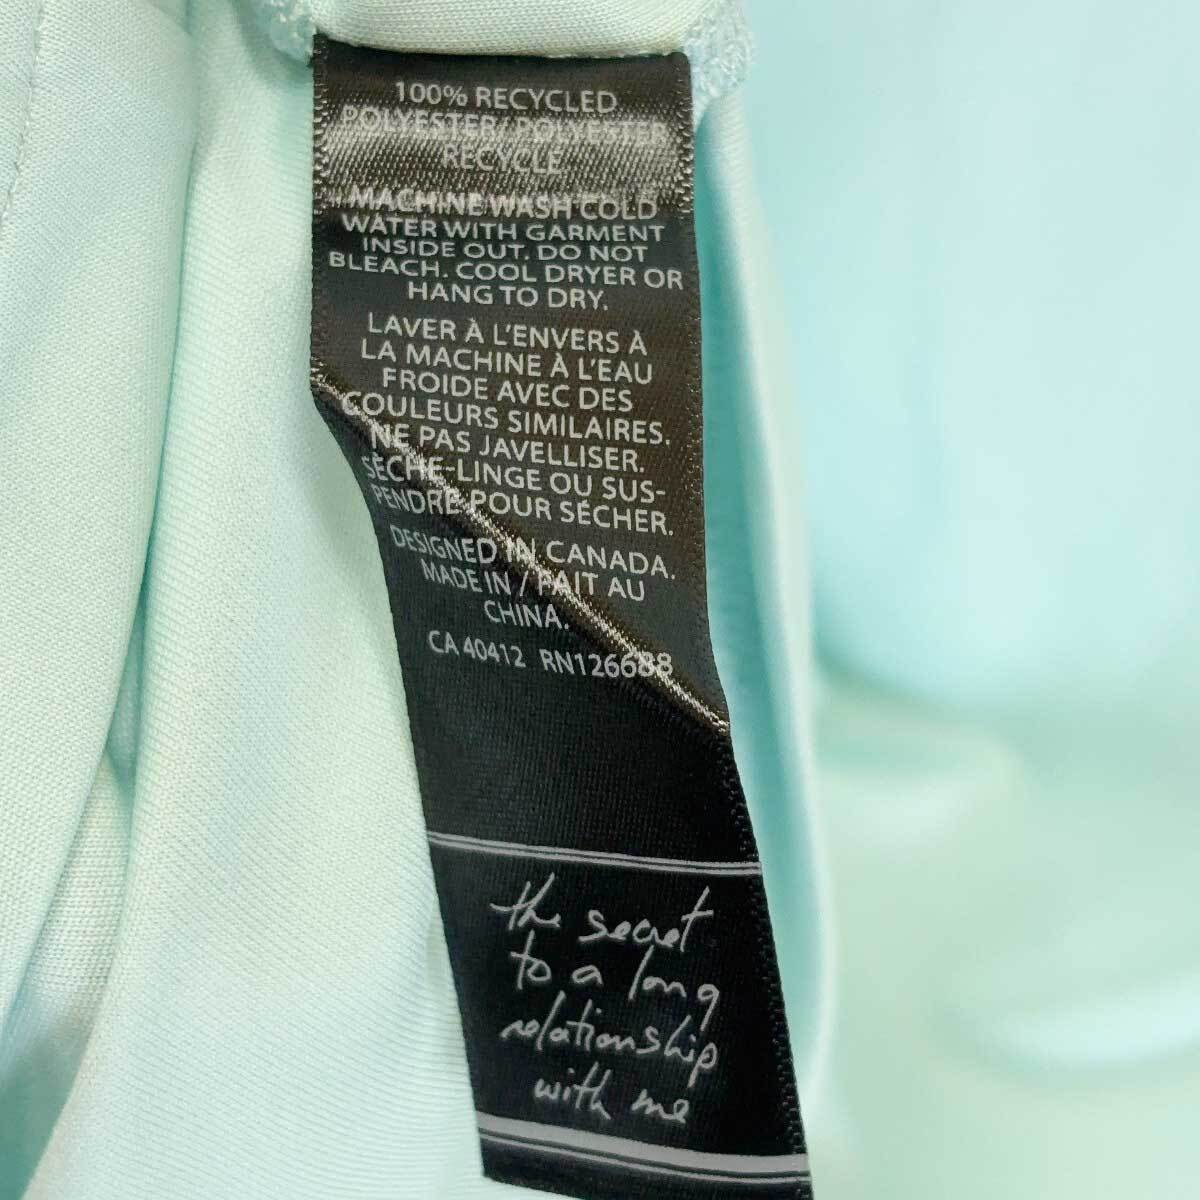 100% RECYCLED
POLYESTER/ POLYESTER
RECYCLÉ
MACHINE WASH COLD
WATER WITH GARMENT
INSIDE OUT. DO NOT
BLEACH. COOL DRYER OR
HANG TO DRY.
LAVER À L'ENVERS À
LA MACHINE À L'EAU
FROIDE AVEC DES
COULEURS SIMILAIRES.
NE PAS JAVELLISER.
SÈCHE-LINGE OU SUS-
PENDRE POUR SÉCHER.
DESIGNED IN CANADA.
MADE IN / FAIT AU
CHINA.
CA 40412 RN126688
the secret
to a long
relationship
with me